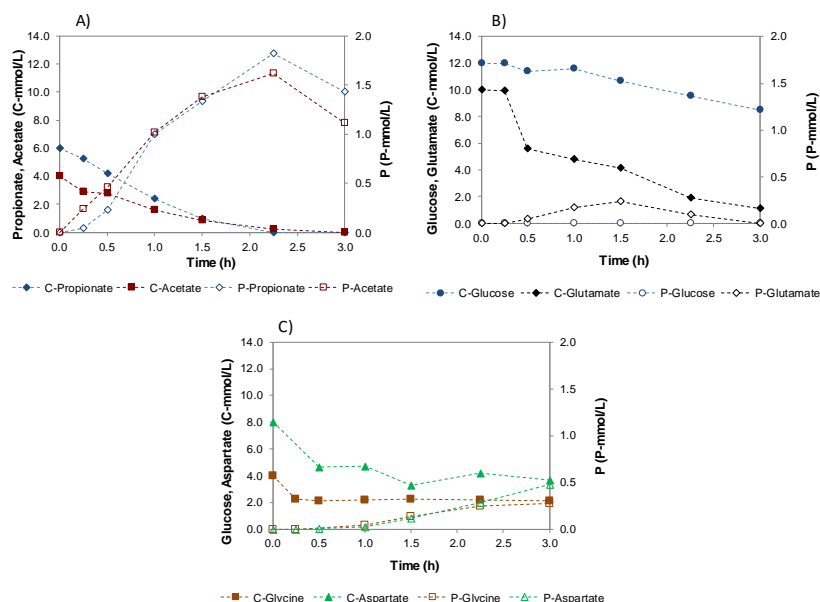 A)
Propionate, Acetate (C-mmol/L)
14.0
12.0
10.0
8.0
6.0
4.0
2.0
0.0
2.0
1.5
1.0
0.5
0.0
P (P-mmol/L)
0.0 0.5 1.0 1.5 2.0 2.5 3.0
Time (h)
C-Propionate C-Acetate P-Propionate P-Acetate
B)
Glucose, Glutamate (C-mmol/L)
14.0
12.0
10.0
8.0
6.0
4.0
2.0
0.0
2.0
1.5
1.0
0.5
0.0
P (P-mmol/L)
0.0 0.5 1.0 1.5 2.0 2.5 3.0
Time (h)
C-Glucose C-Glutamate P-Glucose P-Glutamate
C)
Glucose, Aspartate (C-mmol/L)
14.0
12.0
10.0
8.0
6.0
4.0
2.0
0.0
2.0
1.5
1.0
0.5
0.0
P (P-mmol/L)
0.0 0.5 1.0 1.5 2.0 2.5 3.0
Time (h)
C-Glycine C-Aspartate P-Glycine P-Aspartate